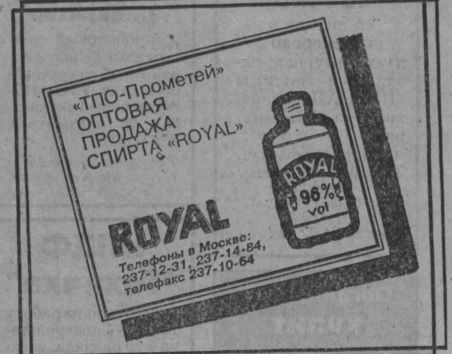 «ТПО-Прометей»
ОПТОВАЯ
ПРОДАЖА
СПИРТА «ROYAL»
ROYAL
96%
vol
ROYAL
Телефоны в Москве:
237-12-31, 237-14-84,
телефакс 237-10-64